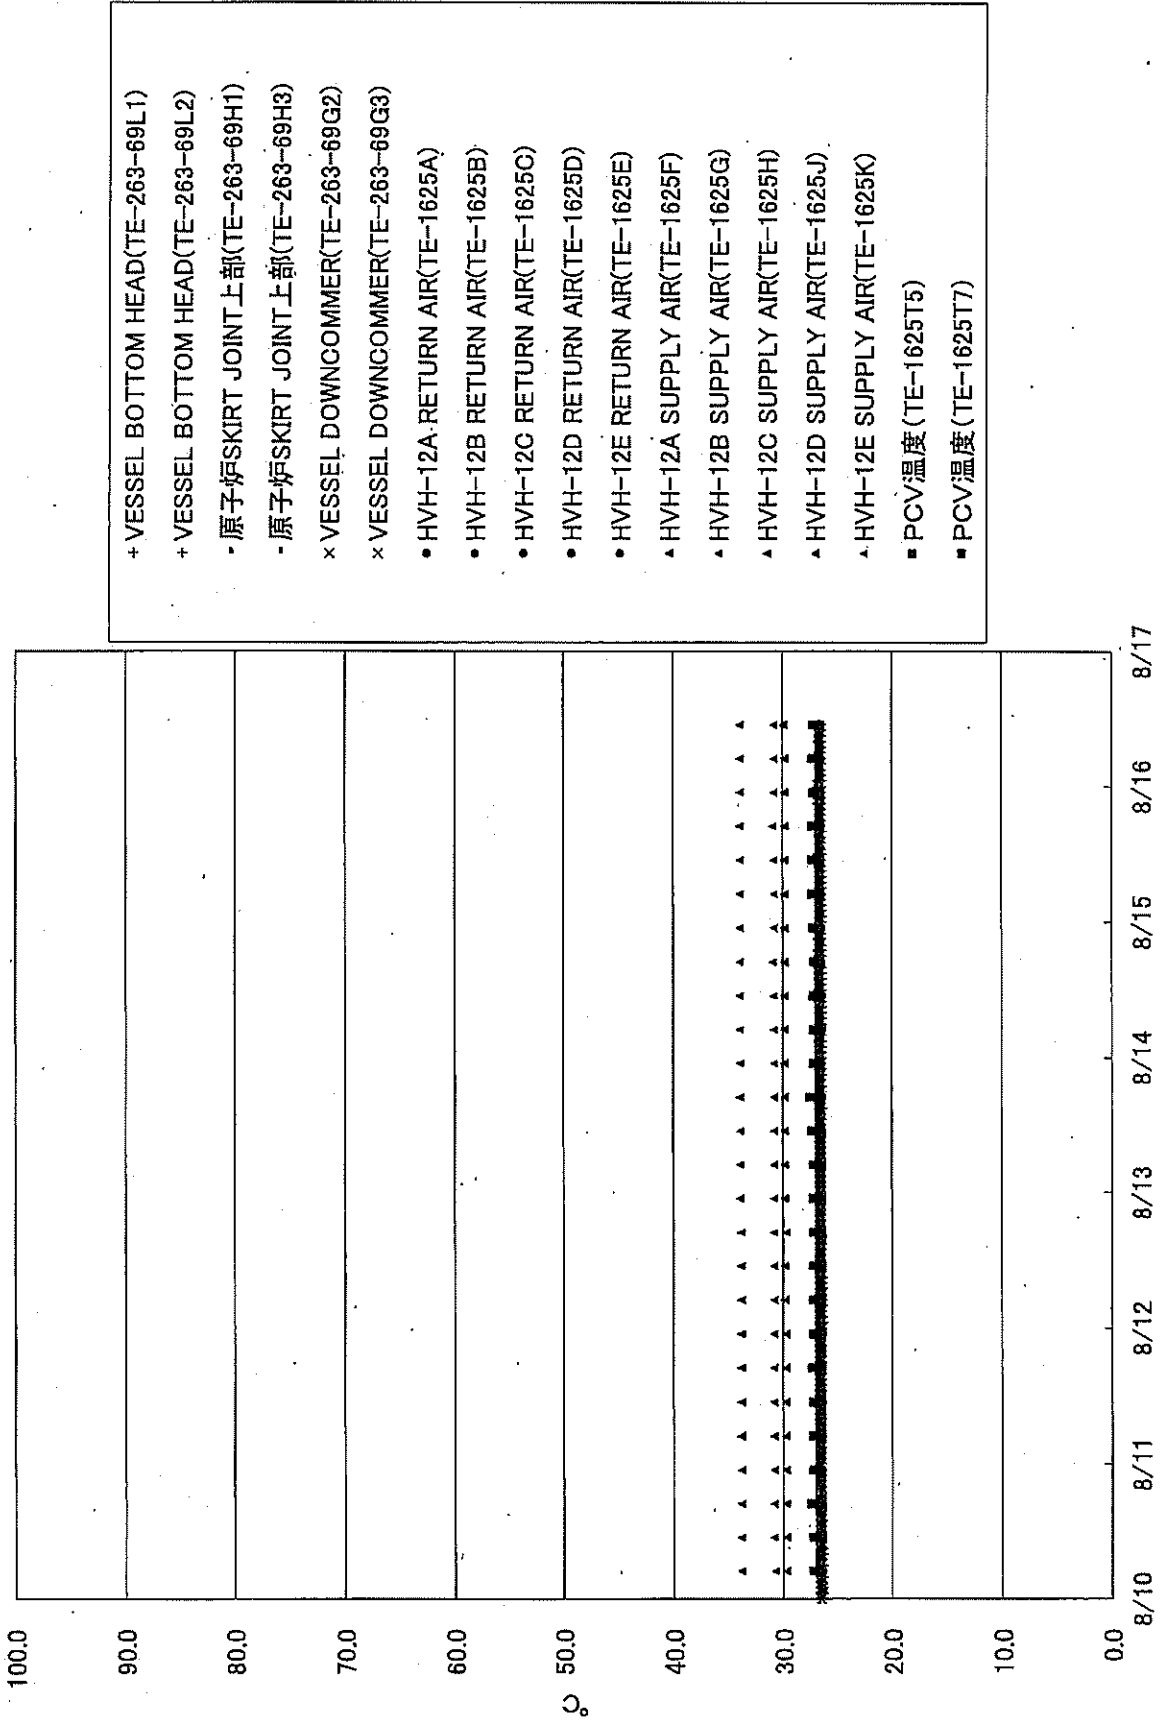 100.0
90.0
80.0
70.0
60.0
50.0
40.0
30.0
20.0
10.0
0.0
℃
8/10
8/11
8/12
8/13
8/14
8/15
8/16
8/17
+ VESSEL BOTTOM HEAD(TE-263-69L1)
+ VESSEL BOTTOM HEAD(TE-263-69L2)
- 原子炉SKIRT JOINT上部(TE-263-69H1)
- 原子炉SKIRT JOINT上部(TE-263-69H3)
× VESSEL DOWNCOMMER(TE-263-69G2)
× VESSEL DOWNCOMMER(TE-263-69G3)
● HVH-12A RETURN AIR(TE-1625A)
● HVH-12B RETURN AIR(TE-1625B)
● HVH-12C RETURN AIR(TE-1625C)
● HVH-12D RETURN AIR(TE-1625D)
● HVH-12E RETURN AIR(TE-1625E)
▲ HVH-12A SUPPLY AIR(TE-1625F)
▲ HVH-12B SUPPLY AIR(TE-1625G)
▲ HVH-12C SUPPLY AIR(TE-1625H)
▲ HVH-12D SUPPLY AIR(TE-1625J)
▲ HVH-12E SUPPLY AIR(TE-1625K)
■ PCV温度(TE-1625T5)
■ PCV温度(TE-1625T7)